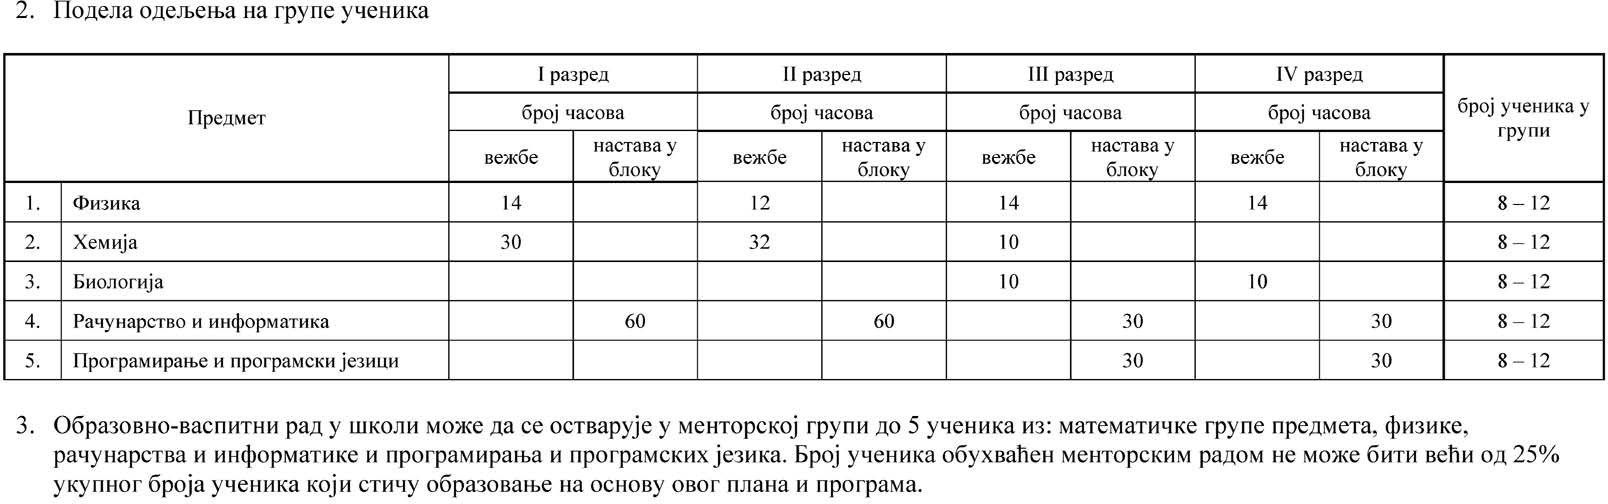 2. Подела одељења на групе ученика
Предмет I разред II разред III разред IV разред број ученика у групи
број часова број часова број часова број часова
вежбе настава у блоку вежбе настава у блоку вежбе настава у блоку вежбе настава у блоку
1. Физика 14 12 14 14 8 – 12
2. Хемија 30 32 10 8 – 12
3. Биологија 10 10 8 – 12
4. Рачунарство и информатика 60 60 30 30 8 – 12
5. Програмирање и програмски језици 30 30 8 – 12
3. Образовно-васпитни рад у школи може да се остварује у менторској групи до 5 ученика из: математичке групе предмета, физике,
рачунарства и информатике и програмирања и програмских језика. Број ученика обухваћен менторским радом не може бити већи од 25%
укупног броја ученика који стичу образовање на основу овог плана и програма.